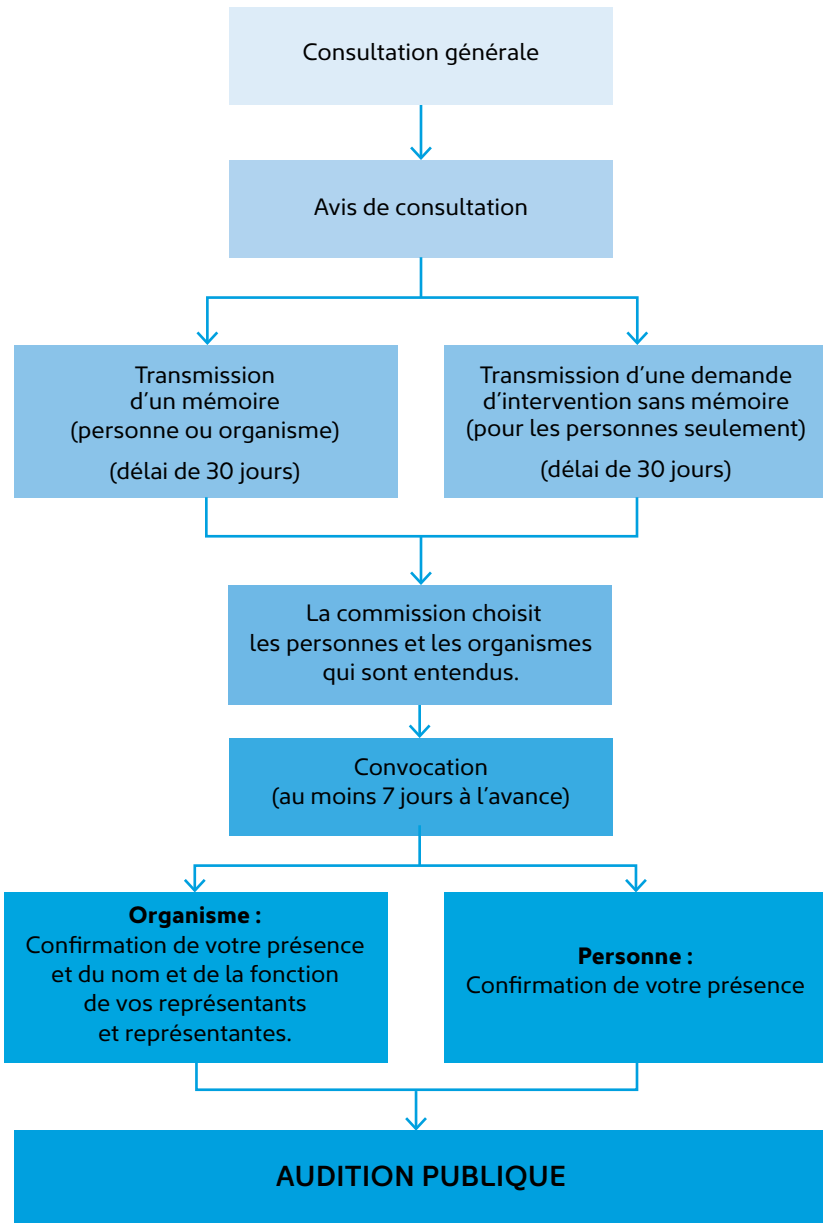 Consultation générale
Avis de consultation
Transmission
d'un mémoire
(personne ou organisme)
(délai de 30 jours)
Transmission d'une demande
d'intervention sans mémoire
(pour les personnes seulement)
(délai de 30 jours)
La commission choisit
les personnes et les organismes
qui sont entendus.
Convocation
(au moins 7 jours à l'avance)
Organisme :
Confirmation de votre présence
et du nom et de la fonction
de vos représentants
et représentantes.
Personne :
Confirmation de votre présence
AUDITION PUBLIQUE